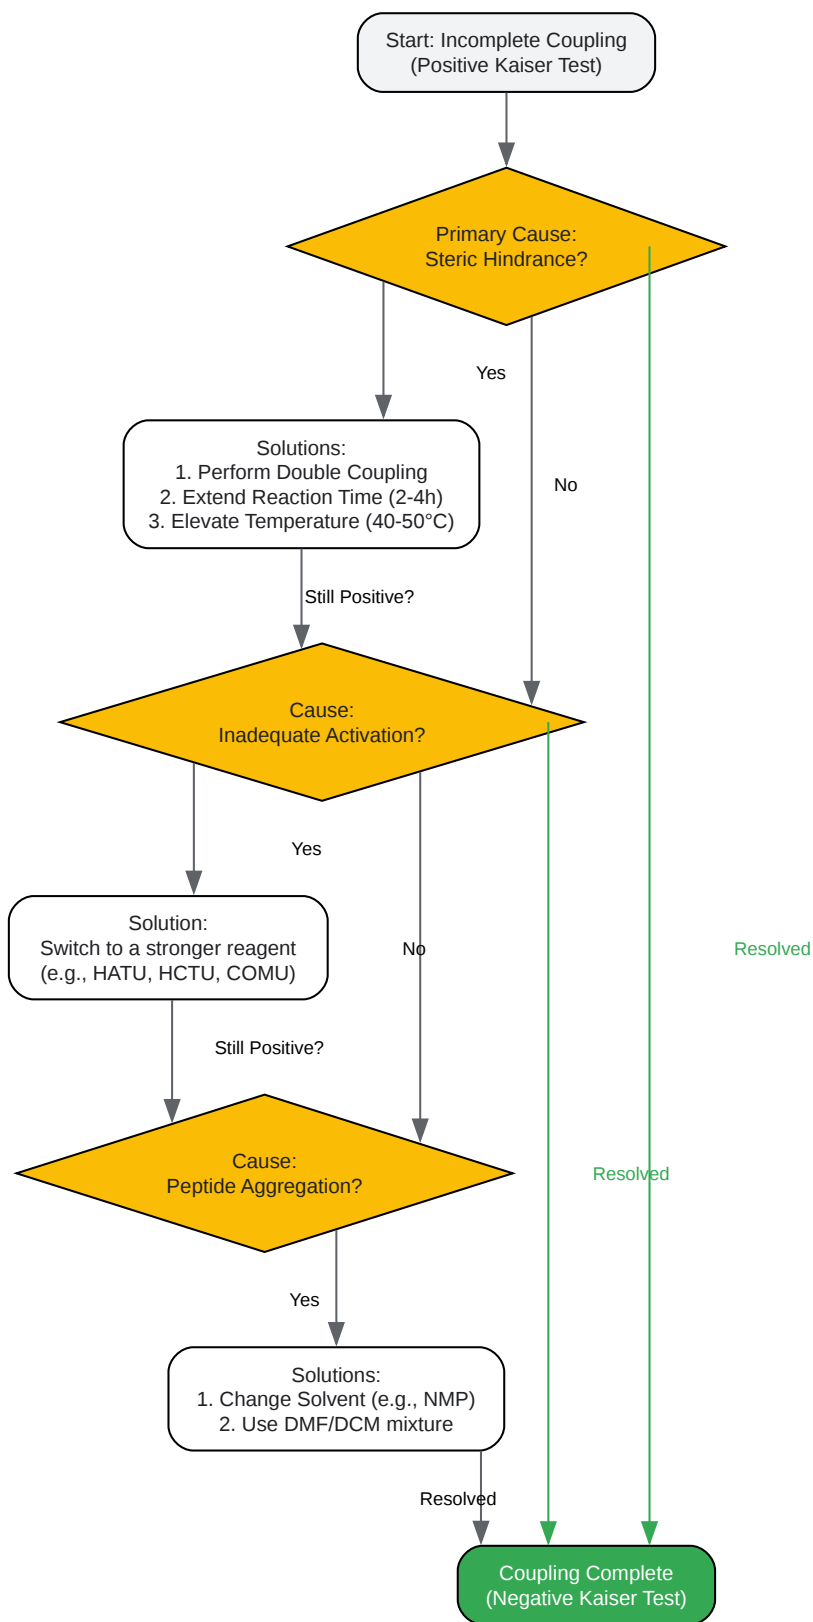 Start: Incomplete Coupling
(Positive Kaiser Test)
Primary Cause:
Steric Hindrance?
Yes
Solutions:
1. Perform Double Coupling
2. Extend Reaction Time (2-4h)
3. Elevate Temperature (40-50°C)
No
Still Positive?
Cause:
Inadequate Activation?
Yes
Solution:
Switch to a stronger reagent
(e.g., HATU, HCTU, COMU)
No
Resolved
Still Positive?
Cause:
Peptide Aggregation?
Resolved
Yes
Solutions:
1. Change Solvent (e.g., NMP)
2. Use DMF/DCM mixture
Resolved
Coupling Complete
(Negative Kaiser Test)